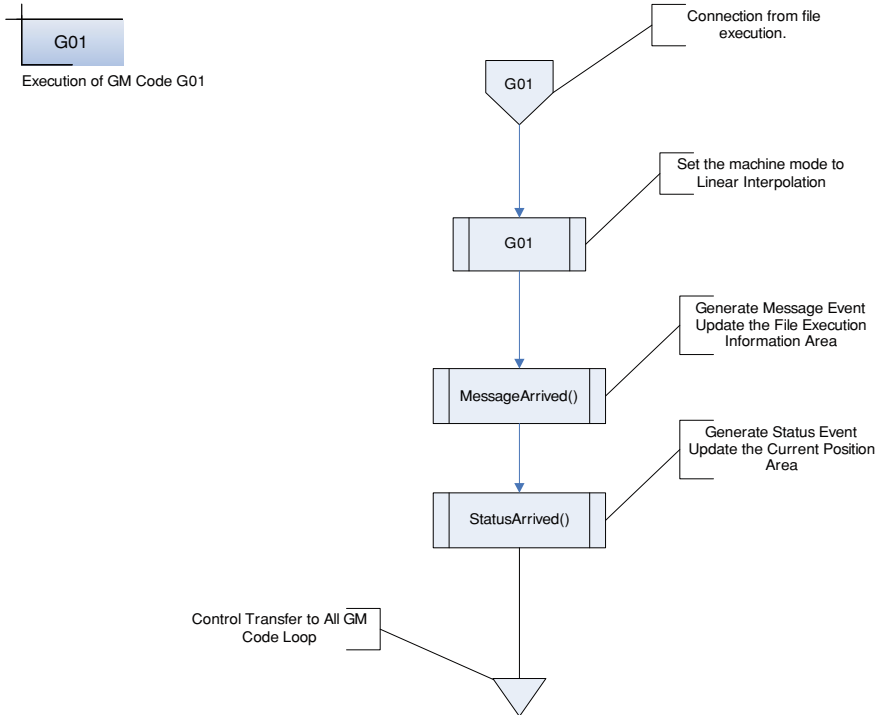 G01
Execution of GM Code G01
Connection from file
execution.
G01
Set the machine mode to
Linear Interpolation
G01
Generate Message Event
Update the File Execution
Information Area
MessageArrived()
Generate Status Event
Update the Current Position
Area
StatusArrived()
Control Transfer to All GM
Code Loop